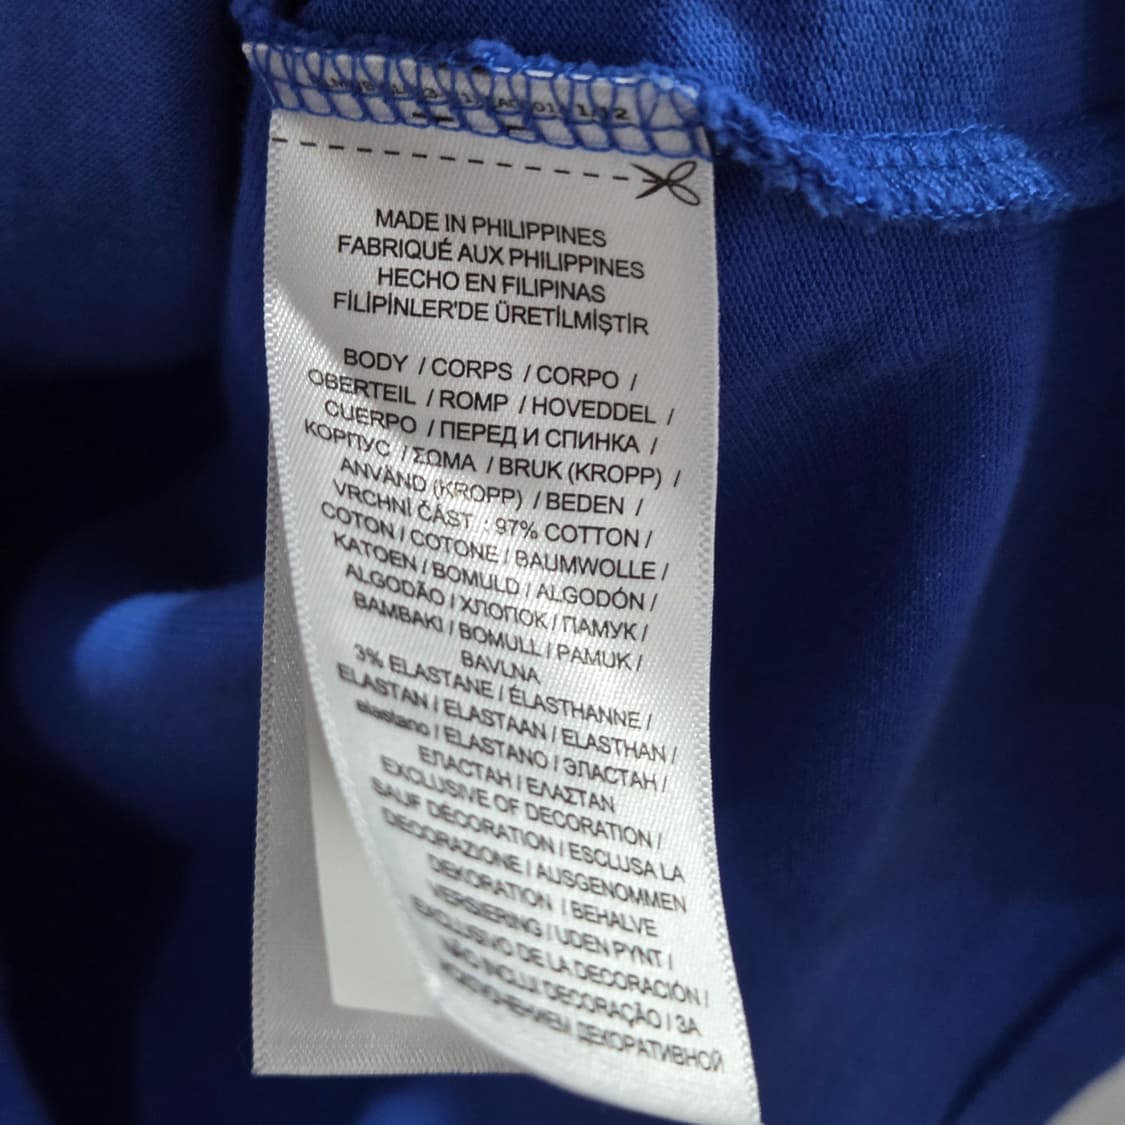 MADE IN PHILIPPINES
FABRIQUÉ AUX PHILIPPINES
HECHO EN FILIPINAS
FİLİPİNLER'DE ÜRETİLMİŞTİR
BODY / CORPS / CORPO /
OBERTEIL / ROMP / HOVEDDEL /
CUERPO / ПЕРЕД И СПИНКА /
КОРПУС / ΣΩΜΑ / BRUK (KROPP) /
ANVÄND (KROPP) / BEDEN /
VRCHNÍ ČÁST : 97% COTTON /
COTON / COTONE / BAUMWOLLE /
KATOEN / BOMULD / ALGODÓN /
ALGODÃO / ХЛОПОК / ПАМУК /
BAMBAKI / BOMULL / PAMUK /
BAVLNA
3% ELASTANE / ÉLASTHANNE /
ELASTAN / ELASTAAN / ELASTHAN /
elastano / ELASTANO / ЭЛАСТАН /
ЕЛАСТАН / ΕΛΑΣΤΑΝ
EXCLUSIVE OF DECORATION /
SAUF DÉCORATION / ESCLUSA LA
DECORAZIONE / AUSGENOMMEN
DEKORATION / BEHALVE
VERSIERING / UDEN PYNT /
EXCLUSIVO DE LA DECORACIÓN /
NÃO INCLUI DECORAÇÃO / ЗА
ИСКЛЮЧЕНИЕМ ДЕКОРАТИВНОЙ